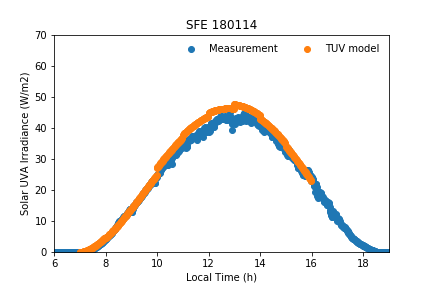 SFE 180114
Measurement TUV model
70
60
50
40
30
20
10
0
Solar UVA Irradiance (W/m2)
6 8 10 12 14 16 18
Local Time (h)